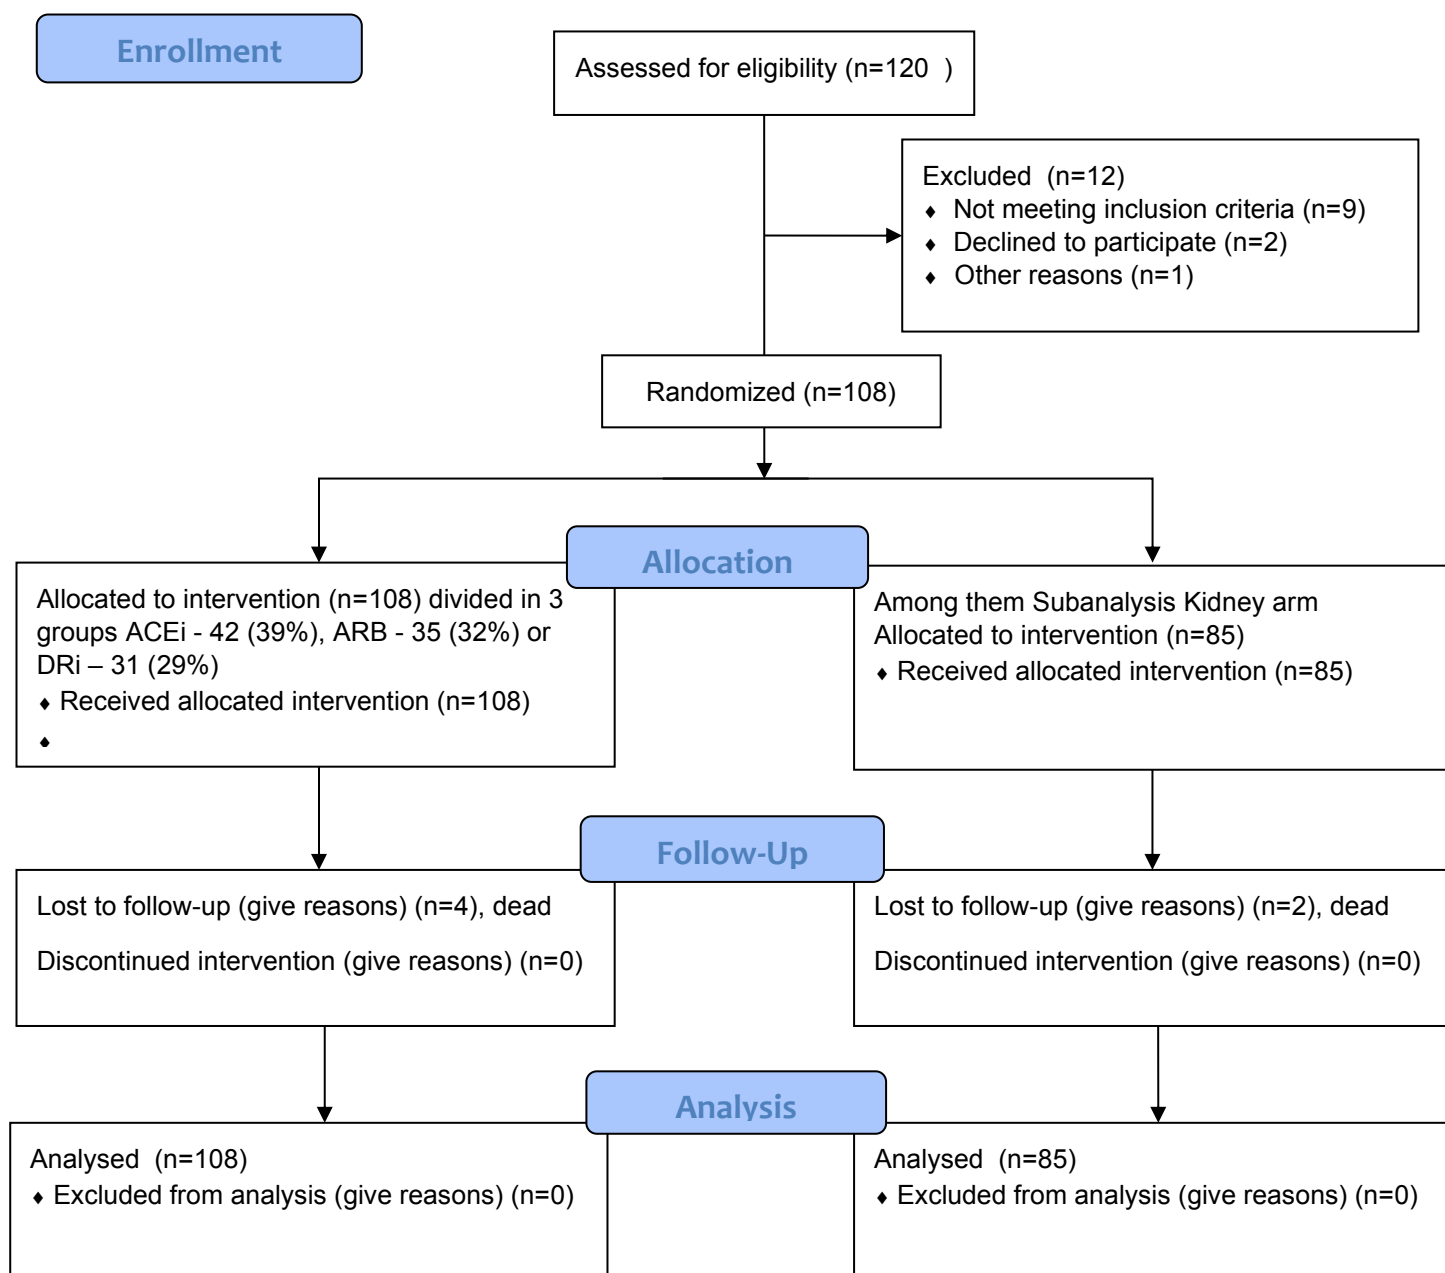 Enrollment
Assessed for eligibility (n=120  )
Excluded  (n=12)
♦ Not meeting inclusion criteria (n=9)
♦ Declined to participate (n=2)
♦ Other reasons (n=1)
Randomized (n=108)
Allocation
Allocated to intervention (n=108) divided in 3
groups ACEi - 42 (39%), ARB - 35 (32%) or
DRi – 31 (29%)
♦ Received allocated intervention (n=108)
♦
Among them Subanalysis Kidney arm
Allocated to intervention (n=85)
♦ Received allocated intervention (n=85)
Follow-Up
Lost to follow-up (give reasons) (n=4), dead
Discontinued intervention (give reasons) (n=0)
Lost to follow-up (give reasons) (n=2), dead
Discontinued intervention (give reasons) (n=0)
Analysis
Analysed  (n=108)
♦ Excluded from analysis (give reasons) (n=0)
Analysed  (n=85)
♦ Excluded from analysis (give reasons) (n=0)